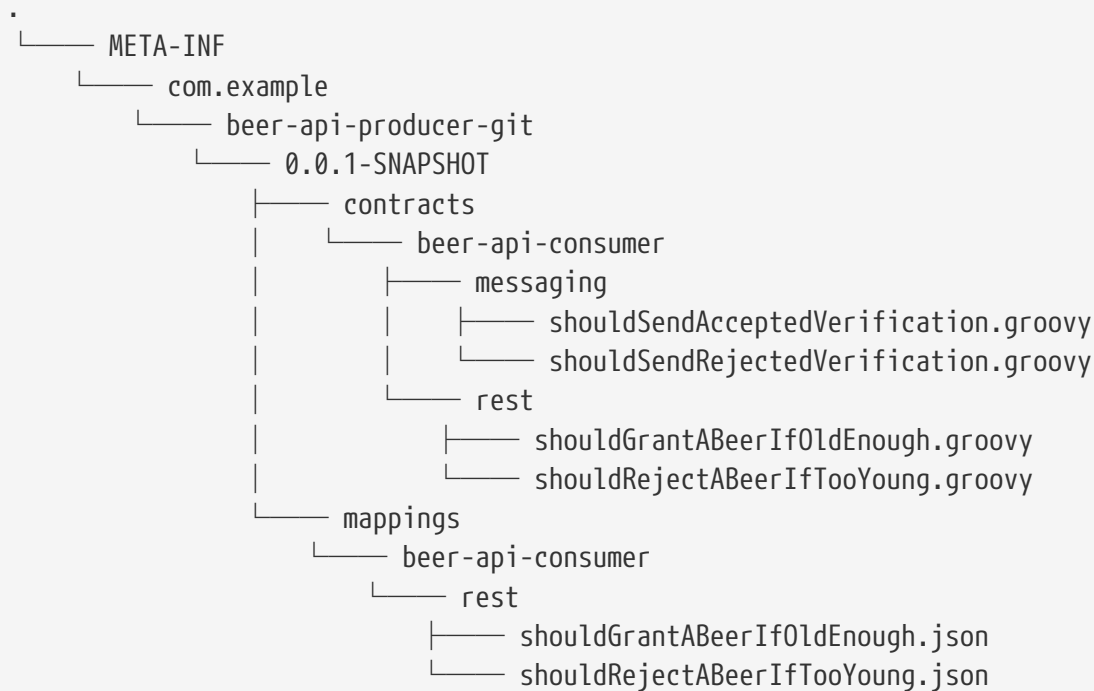 .
└── META-INF
    └── com.example
        └── beer-api-producer-git
            └── 0.0.1-SNAPSHOT
                ├── contracts
                │   └── beer-api-consumer
                │       ├── messaging
                │       │   ├── shouldSendAcceptedVerification.groovy
                │       │   └── shouldSendRejectedVerification.groovy
                │       └── rest
                │           ├── shouldGrantABeerIfOldEnough.groovy
                │           └── shouldRejectABeerIfTooYoung.groovy
                └── mappings
                    └── beer-api-consumer
                        └── rest
                            ├── shouldGrantABeerIfOldEnough.json
                            └── shouldRejectABeerIfTooYoung.json